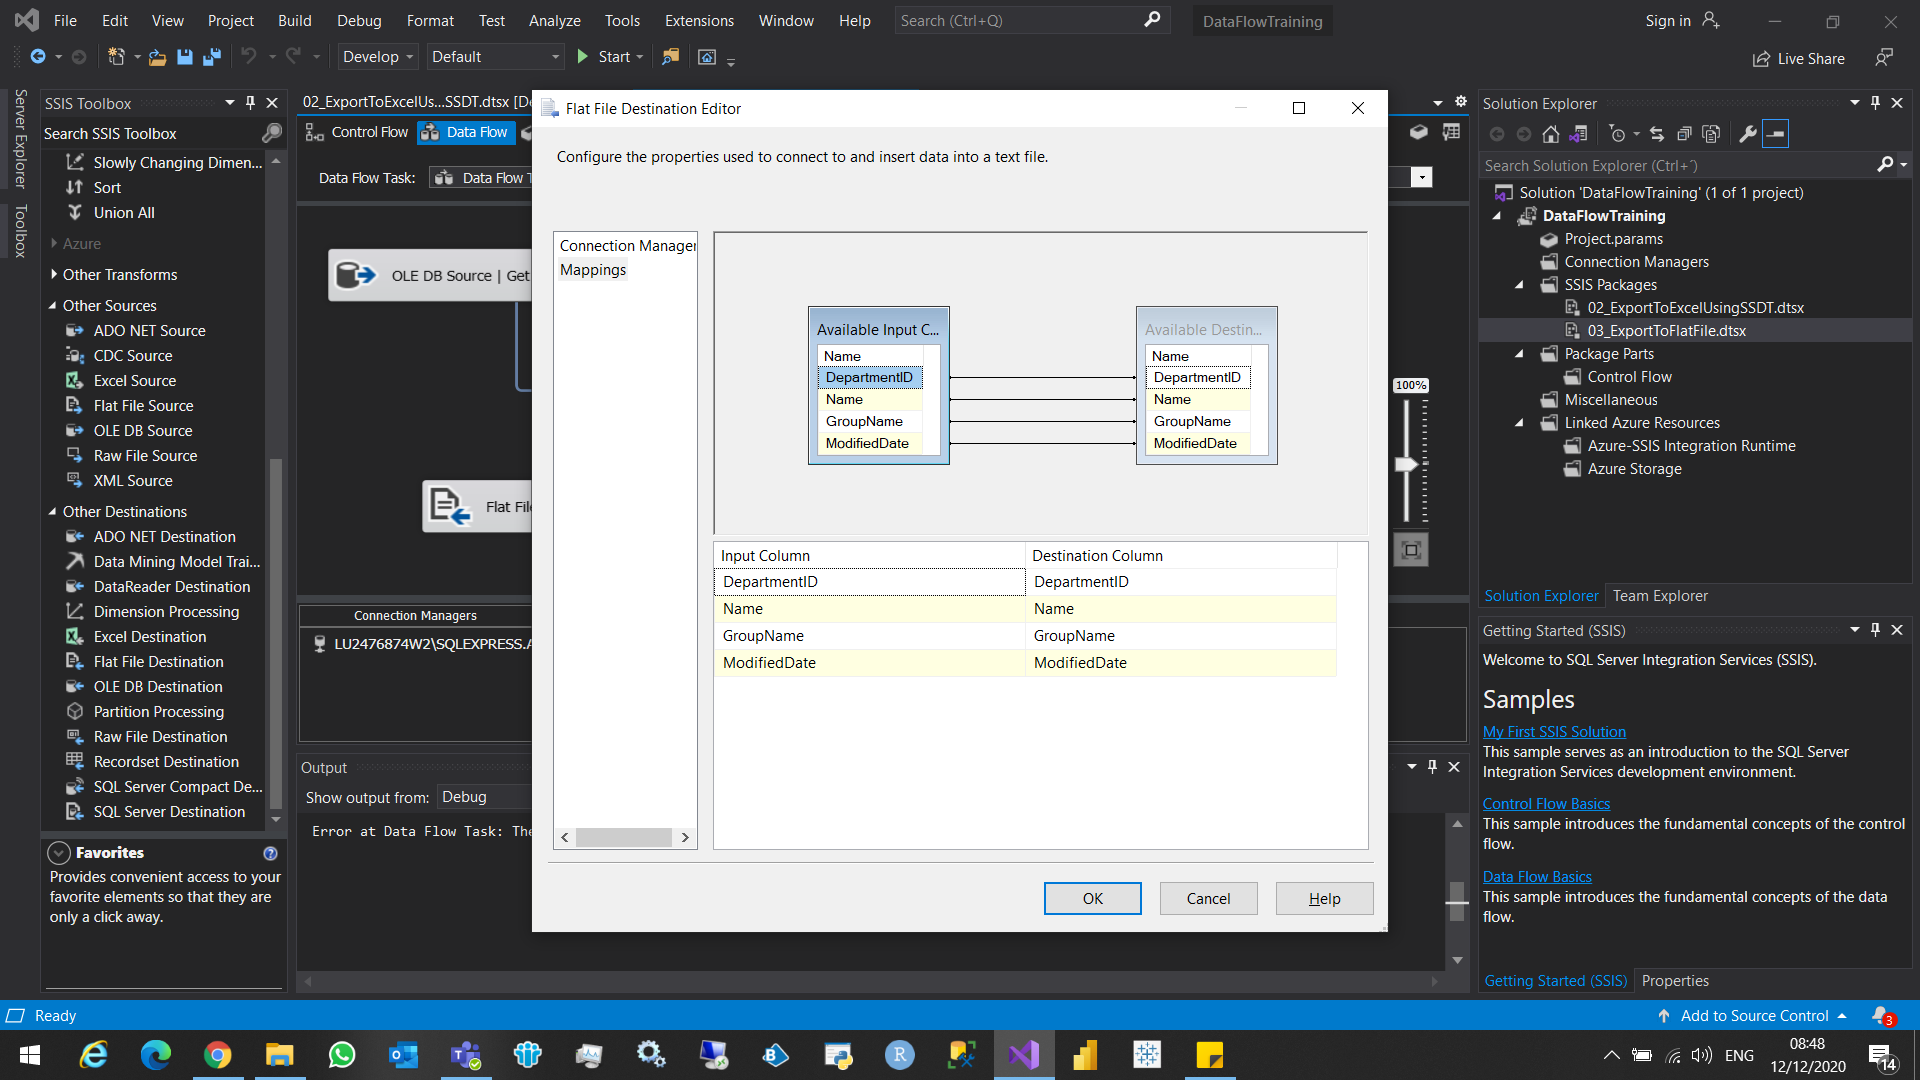 File Edit View Project Build Debug Format Test Analyze Tools Extensions Window Help Search (Ctrl+Q) DataFlowTraining Sign in
Develop Default Start Live Share
Server Explorer
Toolbox
SSIS Toolbox
Search SSIS Toolbox
Slowly Changing Dimen...
Sort
Union All
Azure
Other Transforms
Other Sources
ADO NET Source
CDC Source
Excel Source
Flat File Source
OLE DB Source
Raw File Source
XML Source
Other Destinations
ADO NET Destination
Data Mining Model Trai...
DataReader Destination
Dimension Processing
Excel Destination
Flat File Destination
OLE DB Destination
Partition Processing
Raw File Destination
Recordset Destination
SQL Server Compact De...
SQL Server Destination
Favorites
Provides convenient access to your
favorite elements so that they are
only a click away.
02_ExportToExcelUs...SSDT.dtsx [De
Control Flow Data Flow
Data Flow Task: Data Flow T
OLE DB Source | Get
Flat File
100%
Connection Managers
LU2476874W2\SQLEXPRESS.A
Output
Show output from: Debug
Error at Data Flow Task: The
Flat File Destination Editor
Configure the properties used to connect to and insert data into a text file.
Connection Manager
Mappings
Available Input C...
Name
DepartmentID
Name
GroupName
ModifiedDate
Available Destin...
Name
DepartmentID
Name
GroupName
ModifiedDate
Input Column Destination Column
DepartmentID DepartmentID
Name Name
GroupName GroupName
ModifiedDate ModifiedDate
OK Cancel Help
Solution Explorer
Search Solution Explorer (Ctrl+´)
Solution 'DataFlowTraining' (1 of 1 project)
DataFlowTraining
Project.params
Connection Managers
SSIS Packages
02_ExportToExcelUsingSSDT.dtsx
03_ExportToFlatFile.dtsx
Package Parts
Control Flow
Miscellaneous
Linked Azure Resources
Azure-SSIS Integration Runtime
Azure Storage
Solution Explorer Team Explorer
Getting Started (SSIS)
Welcome to SQL Server Integration Services (SSIS).
Samples
My First SSIS Solution
This sample serves as an introduction to the SQL Server
Integration Services development environment.
Control Flow Basics
This sample introduces the fundamental concepts of the control
flow.
Data Flow Basics
This sample introduces the fundamental concepts of the data
flow.
Getting Started (SSIS) Properties
Ready Add to Source Control 3
ENG 08:48
12/12/2020 14